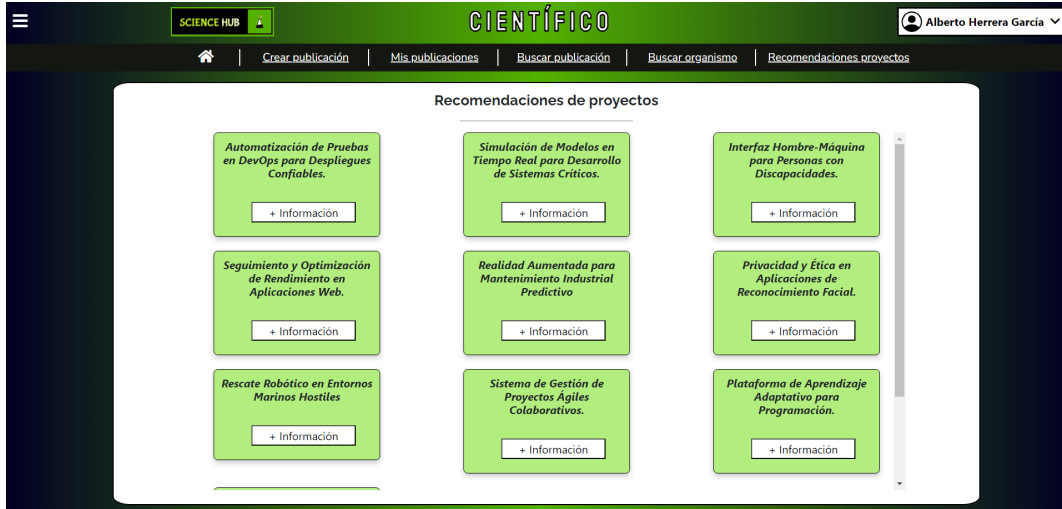 SCIENCE HUB
CIENTÍFICO
Alberto Herrera García
Crear publicación
Mis publicaciones
Buscar publicación
Buscar organismo
Recomendaciones proyectos
Recomendaciones de proyectos
Automatización de Pruebas
en DevOps para Despliegues
Confiables.
+ Información
Simulación de Modelos en
Tiempo Real para Desarrollo
de Sistemas Críticos.
+ Información
Interfaz Hombre-Máquina
para Personas con
Discapacidades.
+ Información
Seguimiento y Optimización
de Rendimiento en
Aplicaciones Web.
+ Información
Realidad Aumentada para
Mantenimiento Industrial
Predictivo
+ Información
Privacidad y Ética en
Aplicaciones de
Reconocimiento Facial.
+ Información
Rescate Robótico en Entornos
Marinos Hostiles
+ Información
Sistema de Gestión de
Proyectos Ágiles
Colaborativos.
+ Información
Plataforma de Aprendizaje
Adaptativo para
Programación.
+ Información